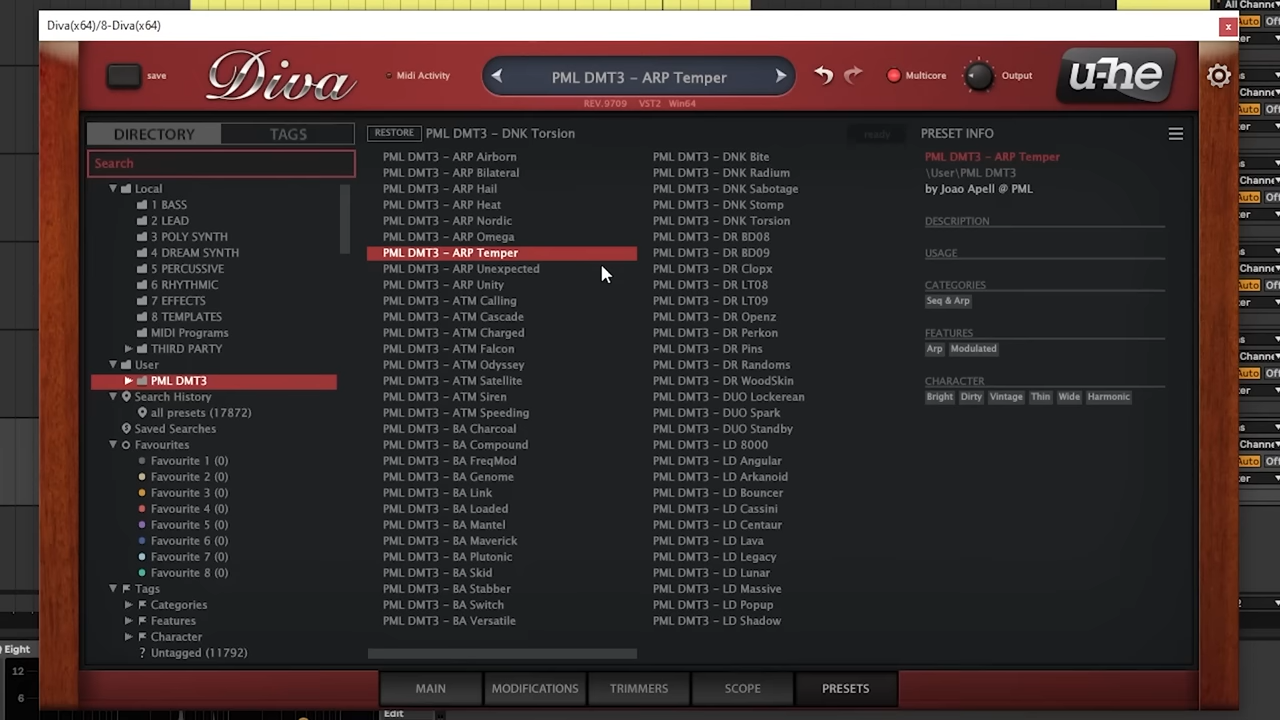 Diva(x64)/8-Diva(x64)
x
save
Diva
Midi Activity
PML DMT3 – ARP Temper
Multicore
Output
u-he
REV.9709 VST2 Win64
DIRECTORY
TAGS
Search
Local
1 BASS
2 LEAD
3 POLY SYNTH
4 DREAM SYNTH
5 PERCUSSIVE
6 RHYTHMIC
7 EFFECTS
8 TEMPLATES
MIDI Programs
THIRD PARTY
User
PML DMT3
Search History
all presets (17872)
Saved Searches
Favourites
Favourite 1 (0)
Favourite 2 (0)
Favourite 3 (0)
Favourite 4 (0)
Favourite 5 (0)
Favourite 6 (0)
Favourite 7 (0)
Favourite 8 (0)
Tags
Categories
Features
Character
? Untagged (11792)
RESTORE PML DMT3 – DNK Torsion
ready
PML DMT3 – ARP Airborn
PML DMT3 – ARP Bilateral
PML DMT3 – ARP Hail
PML DMT3 – ARP Heat
PML DMT3 – ARP Nordic
PML DMT3 – ARP Omega
PML DMT3 – ARP Temper
PML DMT3 – ARP Unexpected
PML DMT3 – ARP Unity
PML DMT3 – ATM Calling
PML DMT3 – ATM Cascade
PML DMT3 – ATM Charged
PML DMT3 – ATM Falcon
PML DMT3 – ATM Odyssey
PML DMT3 – ATM Satellite
PML DMT3 – ATM Siren
PML DMT3 – ATM Speeding
PML DMT3 – BA Charcoal
PML DMT3 – BA Compound
PML DMT3 – BA FreqMod
PML DMT3 – BA Genome
PML DMT3 – BA Link
PML DMT3 – BA Loaded
PML DMT3 – BA Mantel
PML DMT3 – BA Maverick
PML DMT3 – BA Plutonic
PML DMT3 – BA Skid
PML DMT3 – BA Stabber
PML DMT3 – BA Switch
PML DMT3 – BA Versatile
PML DMT3 – DNK Bite
PML DMT3 – DNK Radium
PML DMT3 – DNK Sabotage
PML DMT3 – DNK Stomp
PML DMT3 – DNK Torsion
PML DMT3 – DR BD08
PML DMT3 – DR BD09
PML DMT3 – DR Clopx
PML DMT3 – DR LT08
PML DMT3 – DR LT09
PML DMT3 – DR Openz
PML DMT3 – DR Perkon
PML DMT3 – DR Pins
PML DMT3 – DR Randoms
PML DMT3 – DR WoodSkin
PML DMT3 – DUO Lockerean
PML DMT3 – DUO Spark
PML DMT3 – DUO Standby
PML DMT3 – LD 8000
PML DMT3 – LD Angular
PML DMT3 – LD Arkanoid
PML DMT3 – LD Bouncer
PML DMT3 – LD Cassini
PML DMT3 – LD Centaur
PML DMT3 – LD Lava
PML DMT3 – LD Legacy
PML DMT3 – LD Lunar
PML DMT3 – LD Massive
PML DMT3 – LD Popup
PML DMT3 – LD Shadow
PRESET INFO
PML DMT3 – ARP Temper
\User\PML DMT3
by Joao Apell @ PML
DESCRIPTION
USAGE
CATEGORIES
Seq & Arp
FEATURES
Arp Modulated
CHARACTER
Bright Dirty Vintage Thin Wide Harmonic
MAIN
MODIFICATIONS
TRIMMERS
SCOPE
PRESETS
Eight
12
6
Edit
All Channe